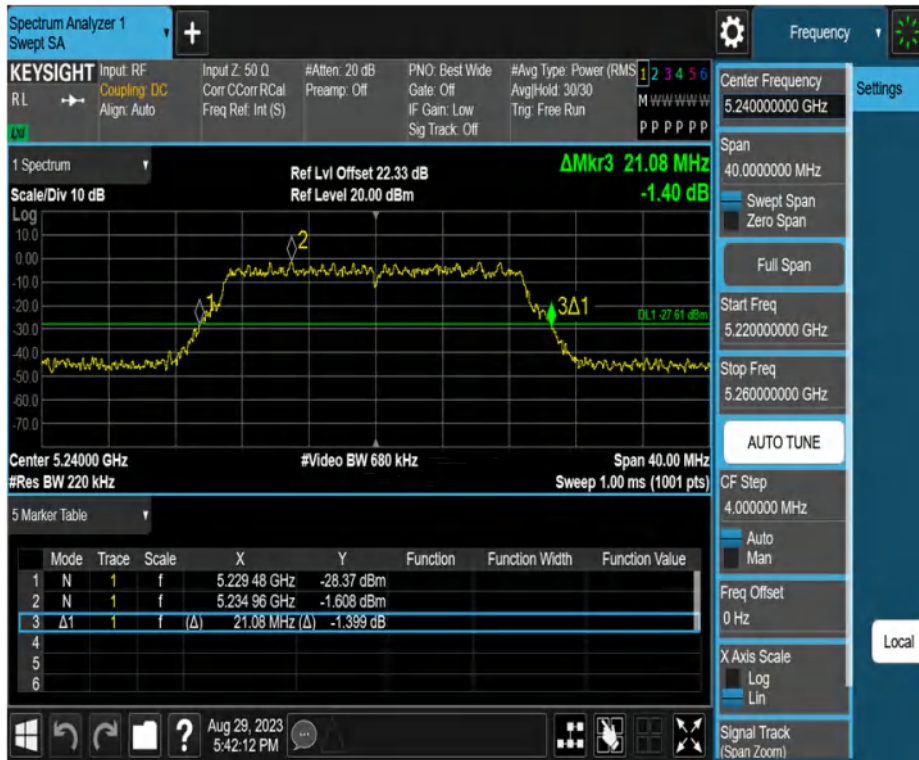 Spectrum Analyzer 1
Swept SA
+
Frequency
KEYSIGHT
RL
LXI
Input: RF
Coupling: DC
Align: Auto
Input Z: 50 Ω
Corr CCorr RCal
Freq Ref: Int (S)
#Atten: 20 dB
Preamp: Off
PNO: Best Wide
Gate: Off
IF Gain: Low
Sig Track: Off
#Avg Type: Power (RMS
Avg|Hold: 30/30
Trig: Free Run
1 2 3 4 5 6
M W W W W W
P P P P P P
1 Spectrum
Scale/Div 10 dB
Ref Lvl Offset 22.33 dB
Ref Level 20.00 dBm
ΔMkr3 21.08 MHz
-1.40 dB
Log
10.0
0.00
-10.0
-20.0
-30.0
-40.0
-50.0
-60.0
-70.0
2
1
3Δ1
DL1 -27.61 dBm
Center 5.24000 GHz
#Res BW 220 kHz
#Video BW 680 kHz
Span 40.00 MHz
Sweep 1.00 ms (1001 pts)
5 Marker Table
Mode Trace Scale X Y Function Function Width Function Value
1 N 1 f 5.229 48 GHz -28.37 dBm
2 N 1 f 5.234 96 GHz -1.608 dBm
3 Δ1 1 f (Δ) 21.08 MHz (Δ) -1.399 dB
4
5
6
?
Aug 29, 2023
5:42:12 PM
Center Frequency
5.240000000 GHz
Span
40.0000000 MHz
Swept Span
Zero Span
Full Span
Start Freq
5.220000000 GHz
Stop Freq
5.260000000 GHz
AUTO TUNE
CF Step
4.000000 MHz
Auto
Man
Freq Offset
0 Hz
X Axis Scale
Log
Lin
Signal Track
(Span Zoom)
Settings
Local